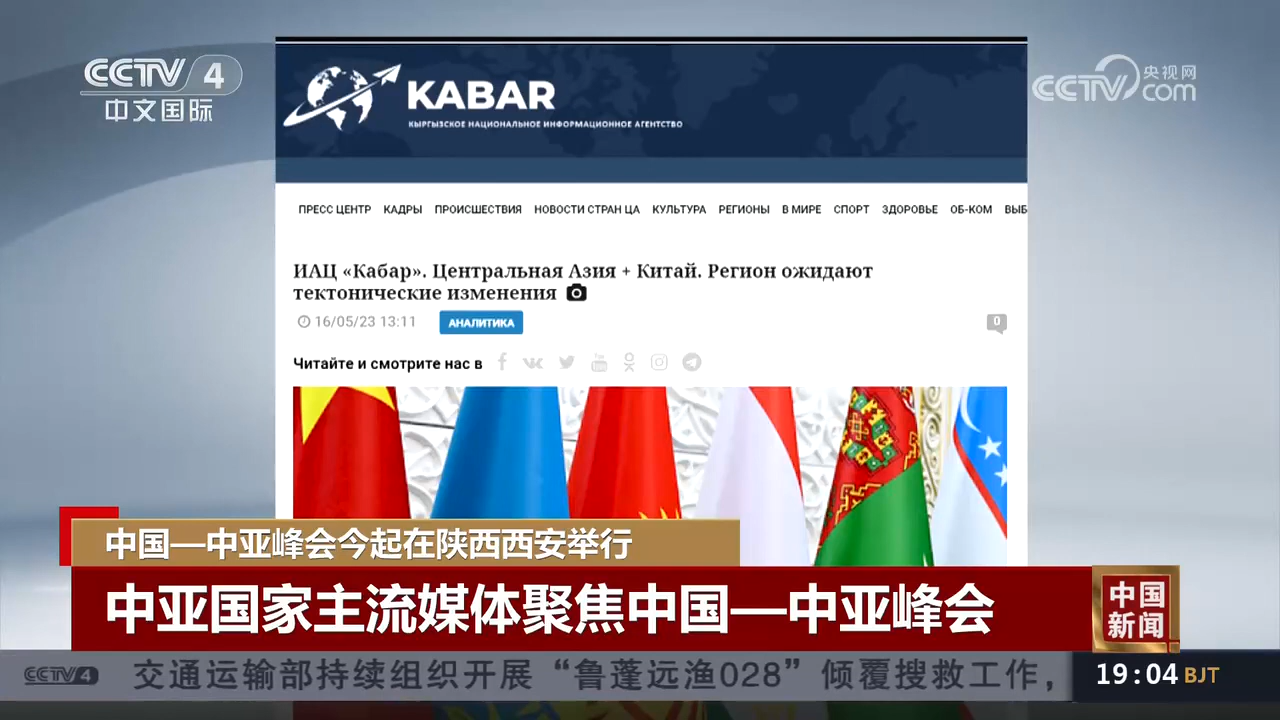 CCTV 4
中文国际
央视网
CCTV.com
KABAR
КЫРГЫЗСКОЕ НАЦИОНАЛЬНОЕ ИНФОРМАЦИОННОЕ АГЕНТСТВО
ПРЕСС ЦЕНТР КАДРЫ ПРОИСШЕСТВИЯ НОВОСТИ СТРАН ЦА КУЛЬТУРА РЕГИОНЫ В МИРЕ СПОРТ ЗДОРОВЬЕ ОБ-КОМ ВЫБ
ИАЦ «Кабар». Центральная Азия + Китай. Регион ожидают
тектонические изменения
16/05/23 13:11 АНАЛИТИКА 0
Читайте и смотрите нас в
中国—中亚峰会今起在陕西西安举行
中亚国家主流媒体聚焦中国—中亚峰会
中国
新闻
CCTV 4 交通运输部持续组织开展“鲁蓬远渔028”倾覆搜救工作， 19:04 BJT